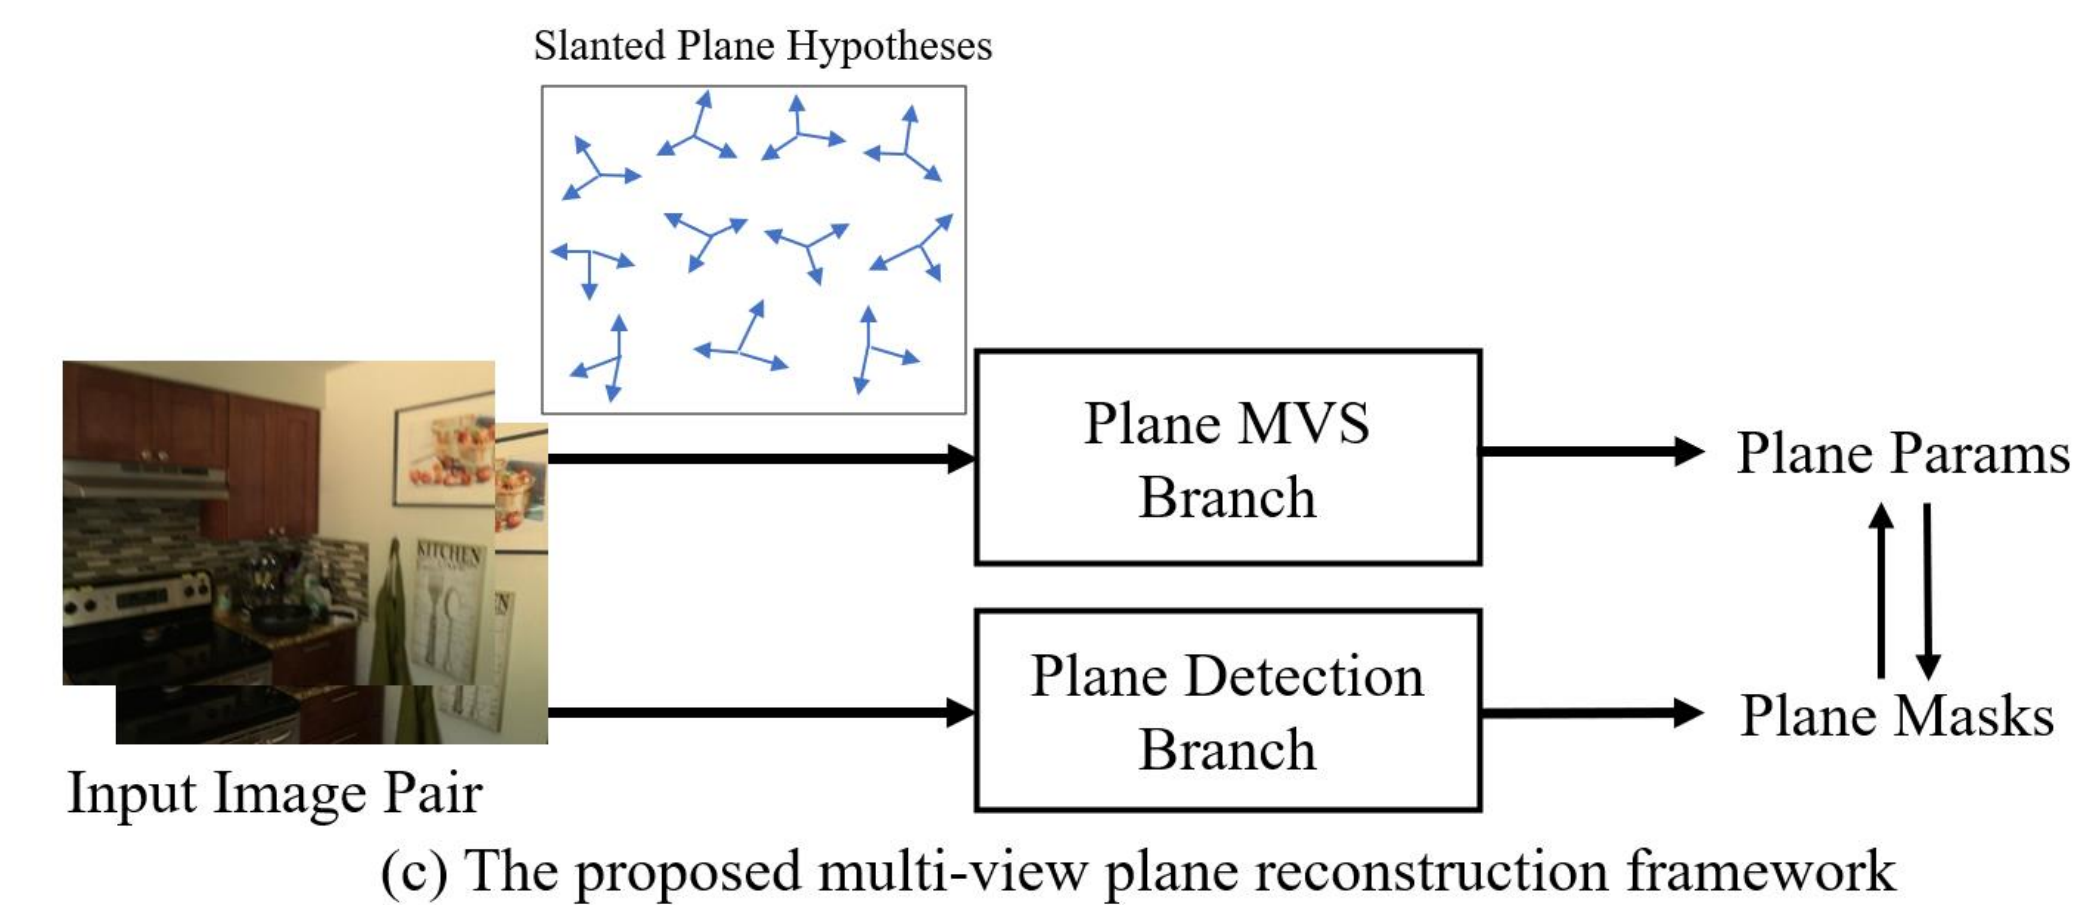 Slanted Plane Hypotheses
KITCHEN
Plane MVS
Branch
Plane Params
Plane Detection
Branch
Plane Masks
Input Image Pair
(c) The proposed multi-view plane reconstruction framework